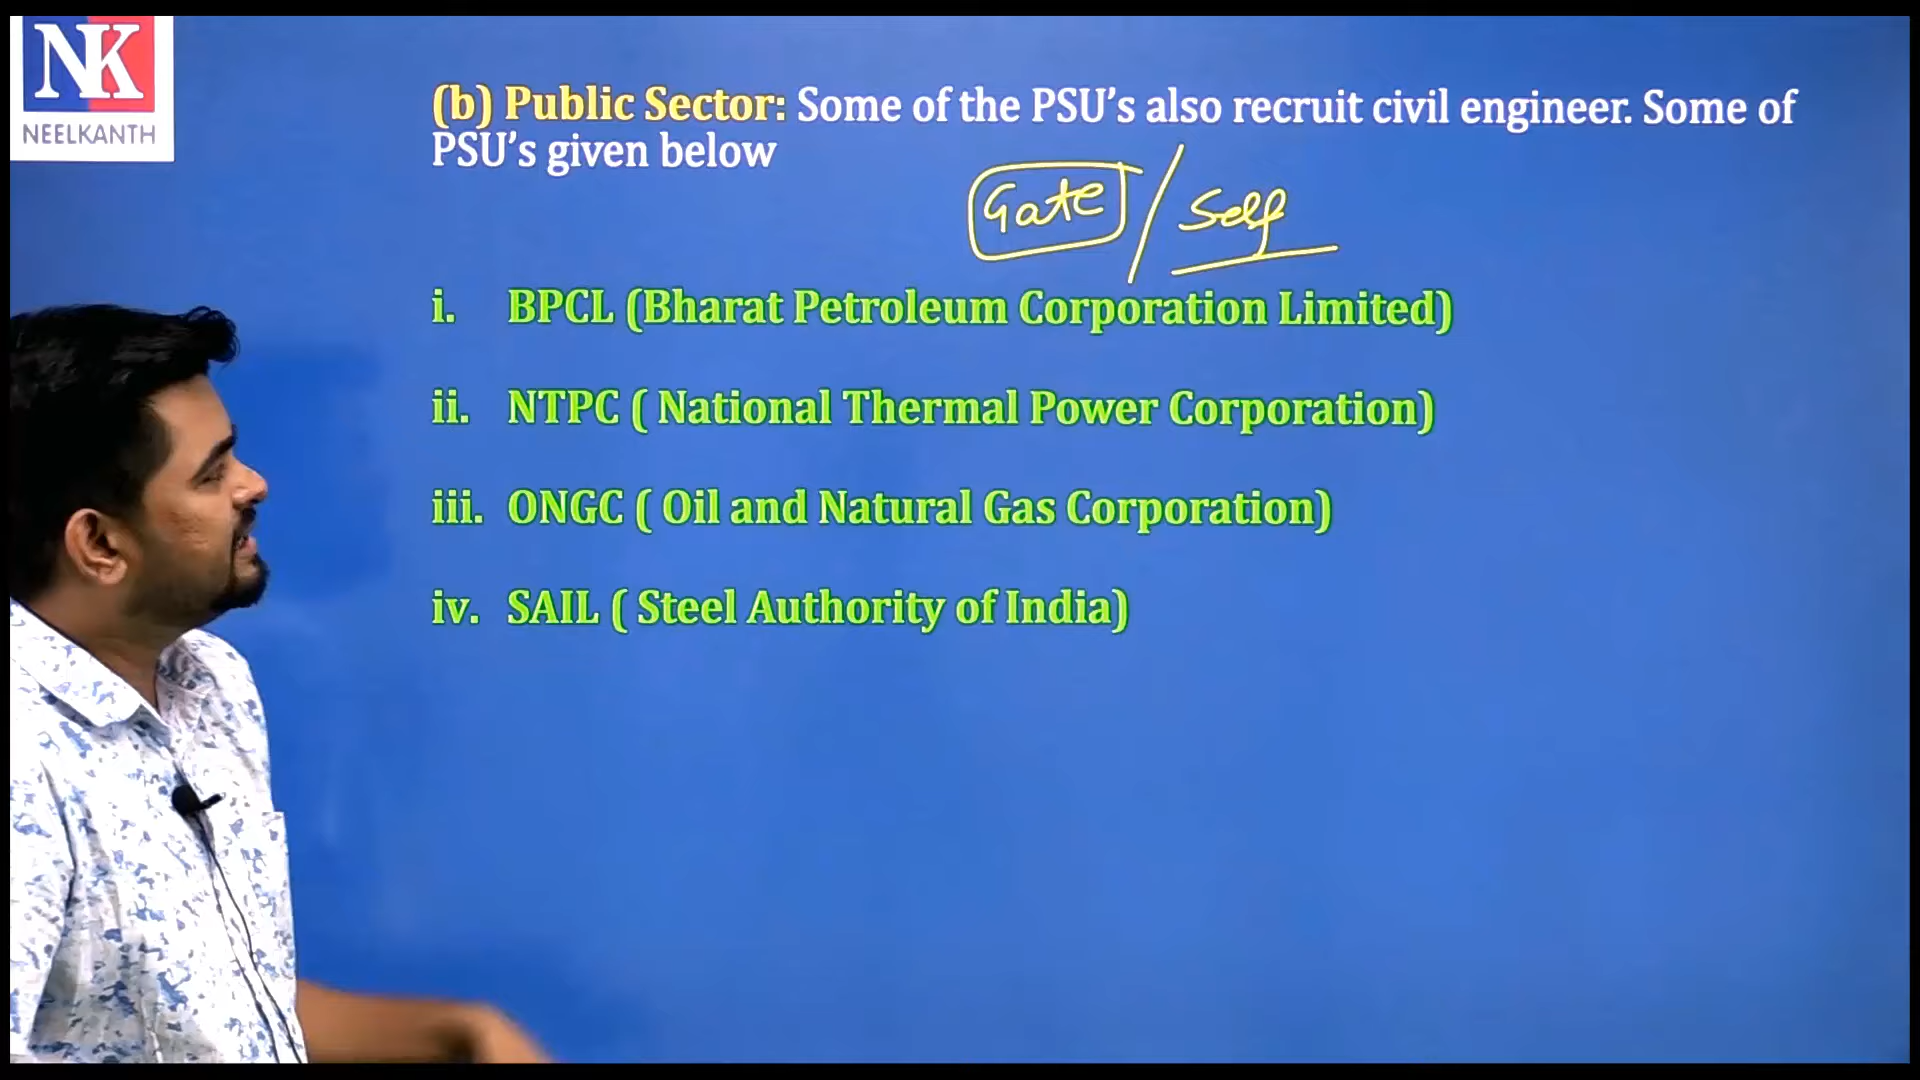 NK
NEELKANTH
(b) Public Sector: Some of the PSU’s also recruit civil engineer. Some of
PSU’s given below
Gate / Self
i. BPCL (Bharat Petroleum Corporation Limited)
ii. NTPC ( National Thermal Power Corporation)
iii. ONGC ( Oil and Natural Gas Corporation)
iv. SAIL ( Steel Authority of India)